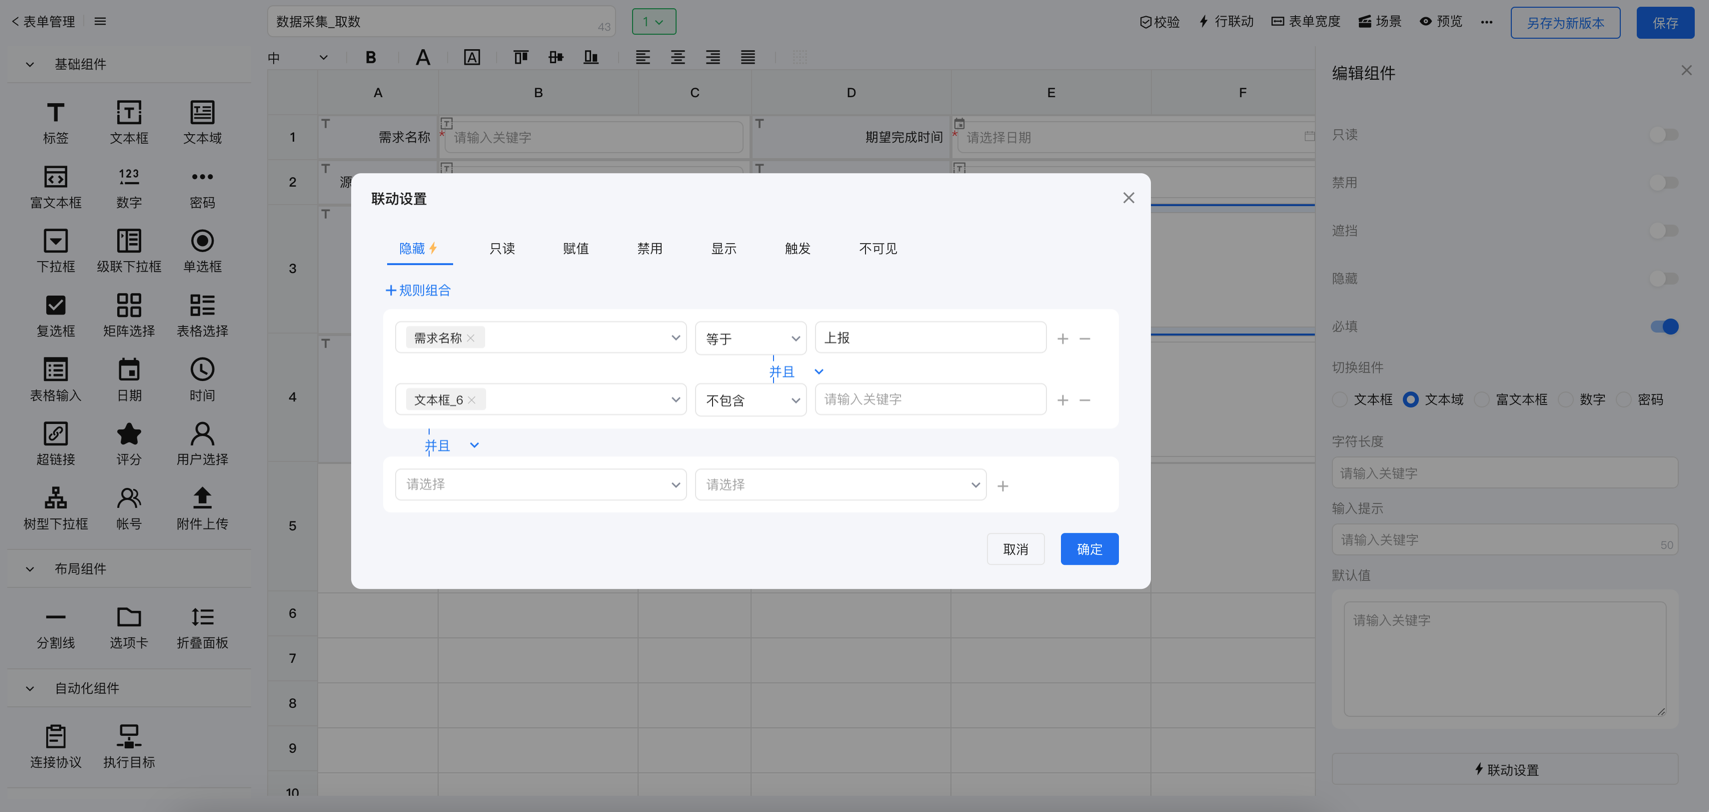 表单管理
数据采集_取数
43
1
校验
行联动
表单宽度
场景
预览
另存为新版本
保存
基础组件
标签
文本框
文本域
富文本框
123
数字
密码
下拉框
级联下拉框
单选框
复选框
矩阵选择
表格选择
表格输入
日期
时间
超链接
评分
用户选择
树型下拉框
帐号
附件上传
布局组件
分割线
选项卡
折叠面板
自动化组件
连接协议
执行目标
中
B
A
A
A
B
C
D
E
F
1
需求名称
* 请输入关键字
期望完成时间
* 请选择日期
2
源
3
4
5
6
7
8
9
10
联动设置
隐藏
只读
赋值
禁用
显示
触发
不可见
规则组合
需求名称
等于
上报
并且
文本框_6
不包含
请输入关键字
并且
请选择
请选择
取消
确定
编辑组件
只读
禁用
遮挡
隐藏
必填
切换组件
文本框
文本域
富文本框
数字
密码
字符长度
请输入关键字
输入提示
请输入关键字
50
默认值
请输入关键字
联动设置